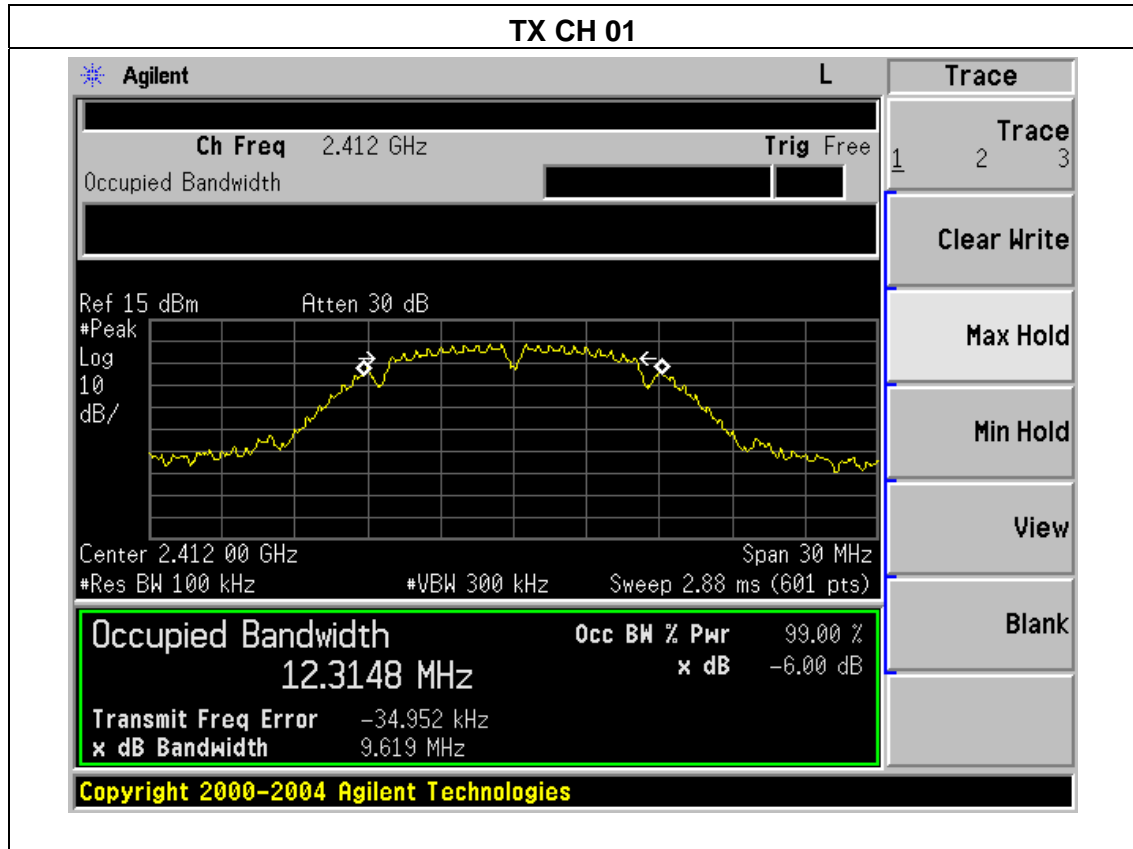 TX CH 01
Agilent L Trace
Ch Freq 2.412 GHz Trig Free
Occupied Bandwidth
Trace
1 2 3
Clear Write
Ref 15 dBm Atten 30 dB
#Peak
Log
10
dB/
Max Hold
Min Hold
View
Center 2.412 00 GHz Span 30 MHz
#Res BW 100 kHz #VBW 300 kHz Sweep 2.88 ms (601 pts)
Blank
Occupied Bandwidth Occ BW % Pwr 99.00 %
12.3148 MHz x dB -6.00 dB
Transmit Freq Error -34.952 kHz
x dB Bandwidth 9.619 MHz
Copyright 2000-2004 Agilent Technologies